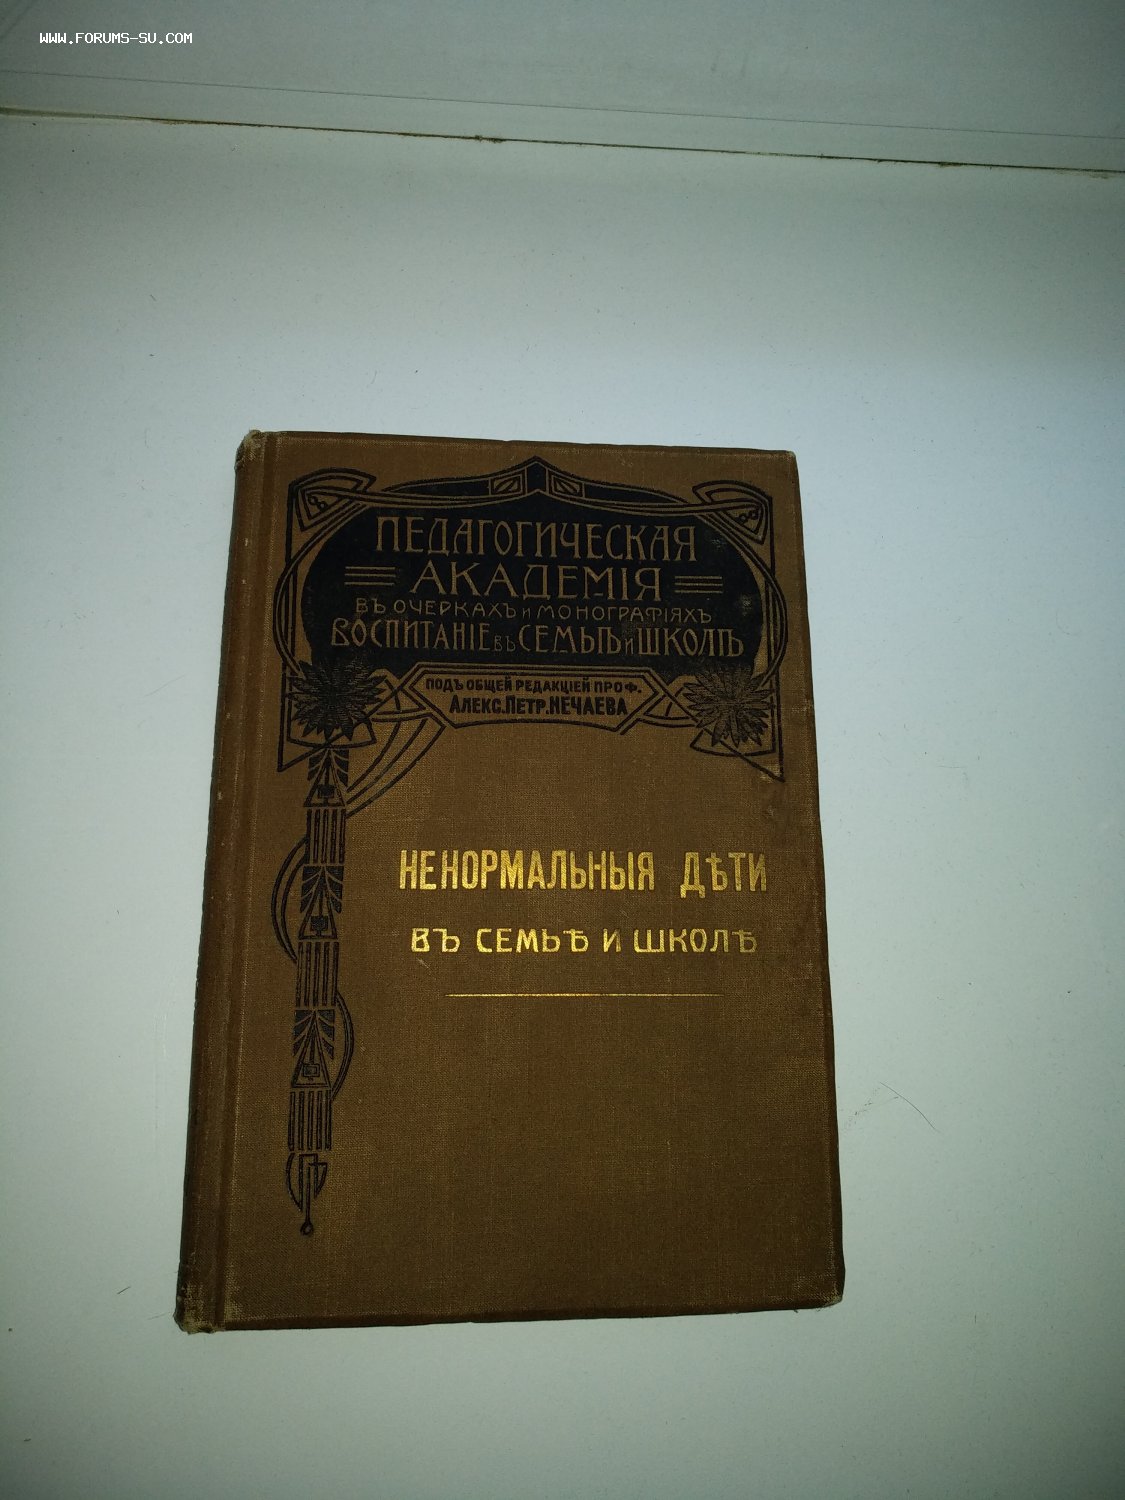 WWW.FORUMS-SU.COM
ПЕДАГОГИЧЕСКАЯ
АКАДЕМІЯ
ВЪ ОЧЕРКАХЪ И МОНОГРАФІЯХЪ
ВОСПИТАНІЕ ВЪ СЕМЬѢ И ШКОЛѢ
ПОДЪ ОБЩЕЙ РЕДАКЦІЕЙ ПРОФ.
АЛЕКС. ПЕТР. НЕЧАЕВА
НЕНОРМАЛЬНЫЯ ДѢТИ
ВЪ СЕМЬѢ И ШКОЛѢ